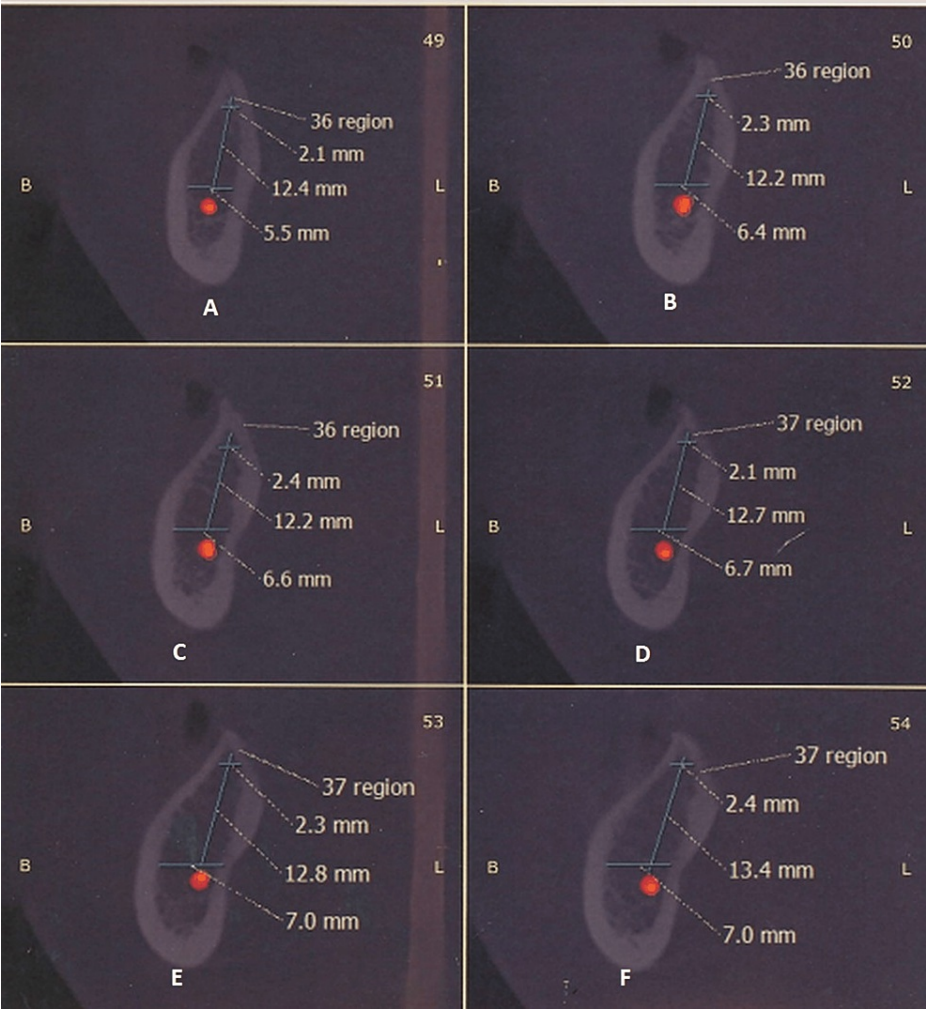 49
36 region
2.1 mm
12.4 mm
B
L
5.5 mm
A
50
36 region
2.3 mm
12.2 mm
B
L
6.4 mm
B
51
36 region
2.4 mm
12.2 mm
B
L
6.6 mm
C
52
37 region
2.1 mm
12.7 mm
B
L
6.7 mm
D
53
37 region
2.3 mm
12.8 mm
B
L
7.0 mm
E
54
37 region
2.4 mm
13.4 mm
B
L
7.0 mm
F